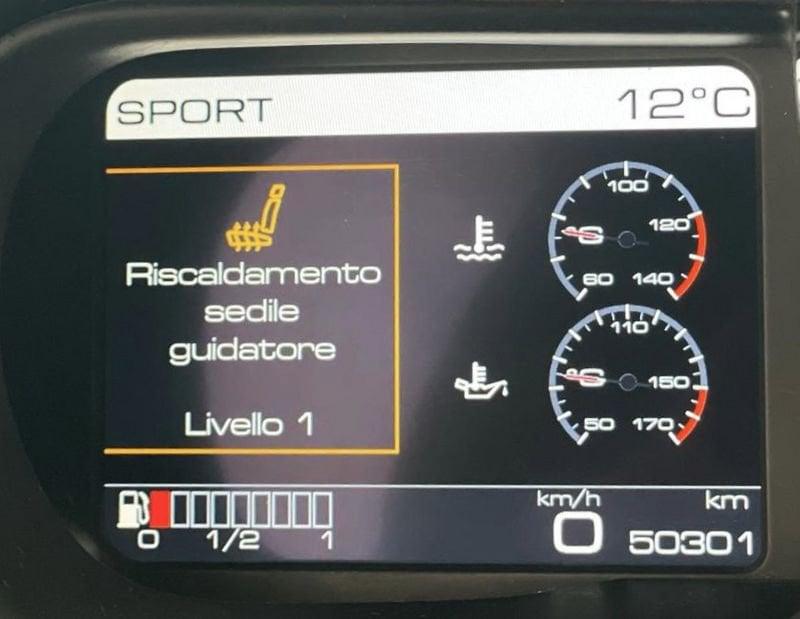 SPORT 12°C
Riscaldamento
sedile
guidatore
Livello 1
100
120
°C
60 140
110
°C 150
50 170
km/h km
0 1/2 1 0 50301